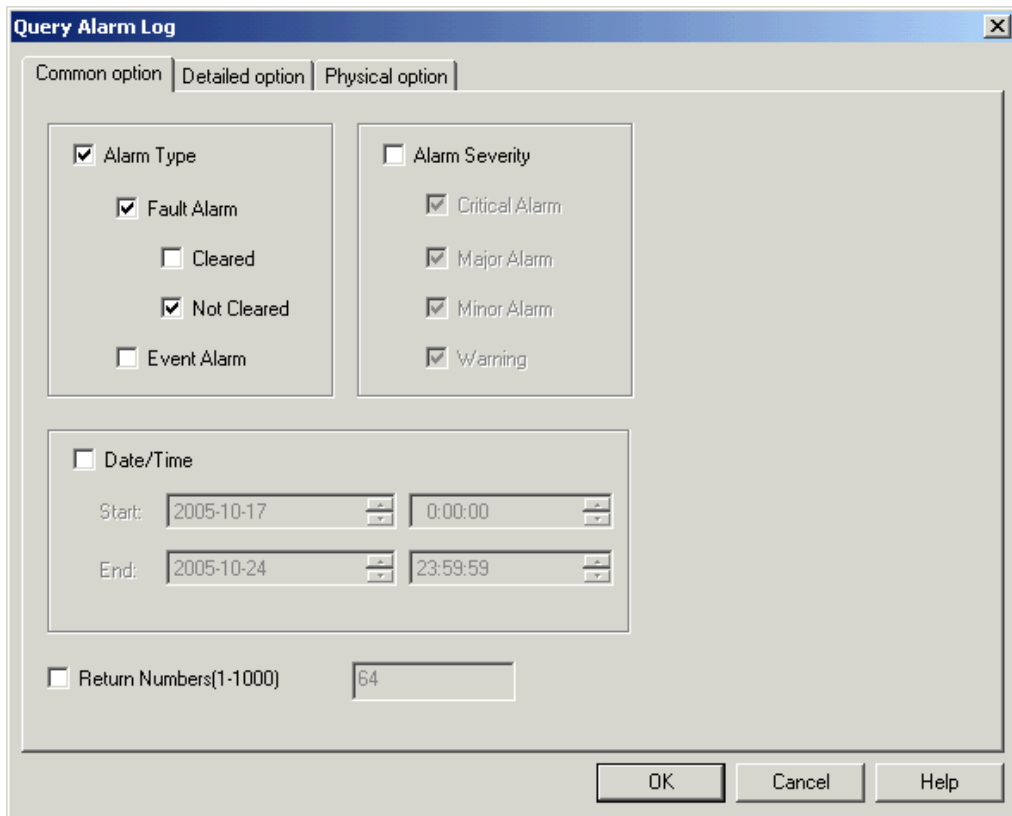 Query Alarm Log
Common option Detailed option Physical option
Alarm Type
Fault Alarm
Cleared
Not Cleared
Event Alarm
Alarm Severity
Critical Alarm
Major Alarm
Minor Alarm
Warning
Date/Time
Start: 2005-10-17 0:00:00
End: 2005-10-24 23:59:59
Return Numbers(1-1000) 64
OK Cancel Help